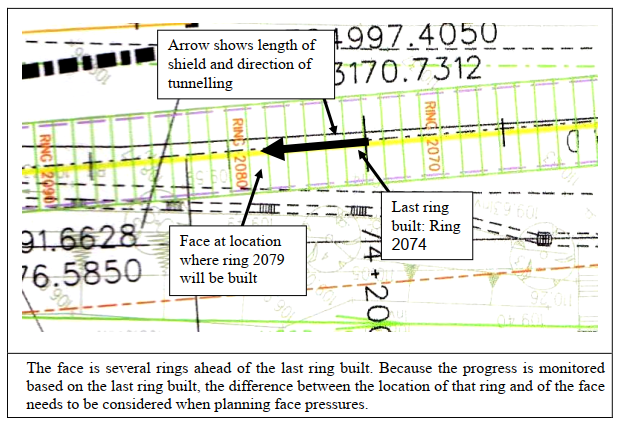 4997.4050
3170.7312
Arrow shows length of
shield and direction of
tunnelling
RING 2090
RING 2080
RING 2070
Last ring
built: Ring
2074
Face at location
where ring 2079
will be built
91.6628
76.5850
74+200
The face is several rings ahead of the last ring built. Because the progress is monitored
based on the last ring built, the difference between the location of that ring and of the face
needs to be considered when planning face pressures.